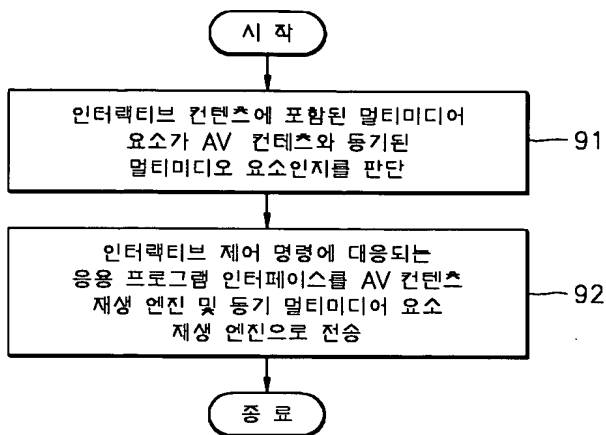 시 작
인터랙티브 컨텐츠에 포함된 멀티미디어
요소가 AV 컨테츠와 동기된
멀티미디오 요소인지를 판단
91
인터랙티브 제어 명령에 대응되는
응용 프로그램 인터페이스를 AV 컨텐츠
재생 엔진 및 동기 멀티미디어 요소
재생 엔진으로 전송
92
종 료